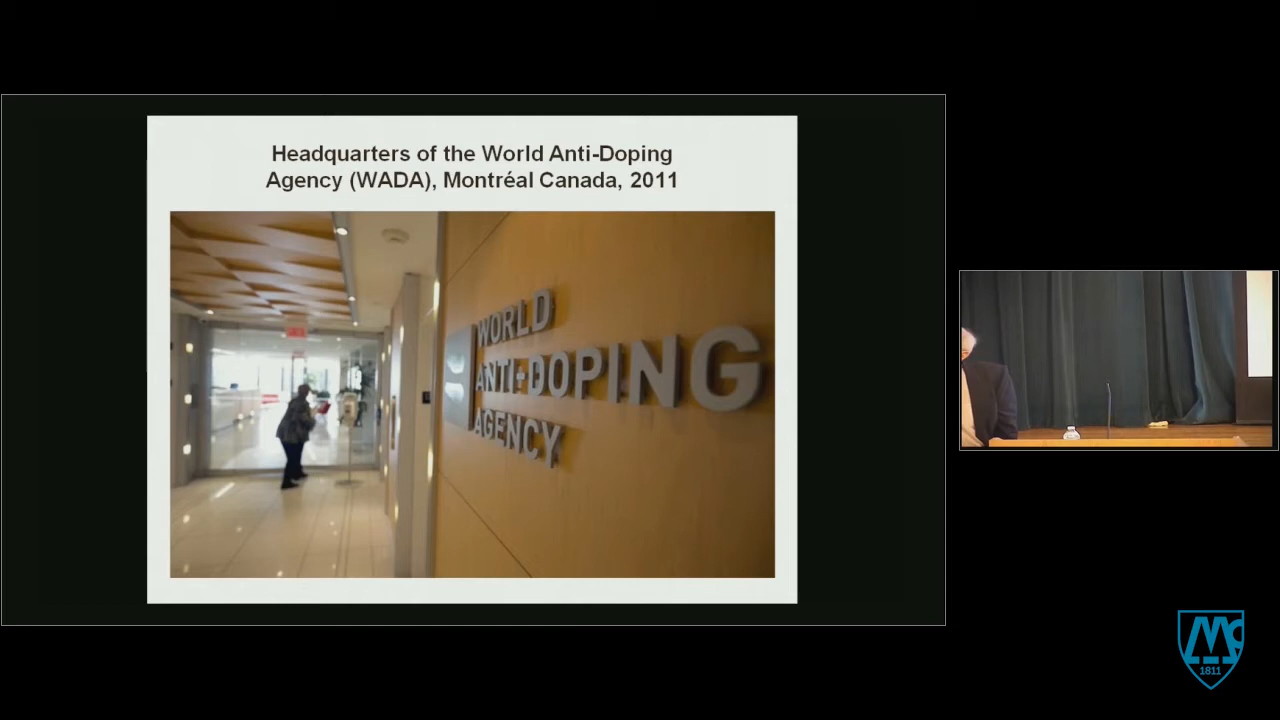 Headquarters of the World Anti-Doping
Agency (WADA), Montréal Canada, 2011
WORLD
ANTI-DOPING
AGENCY
1811